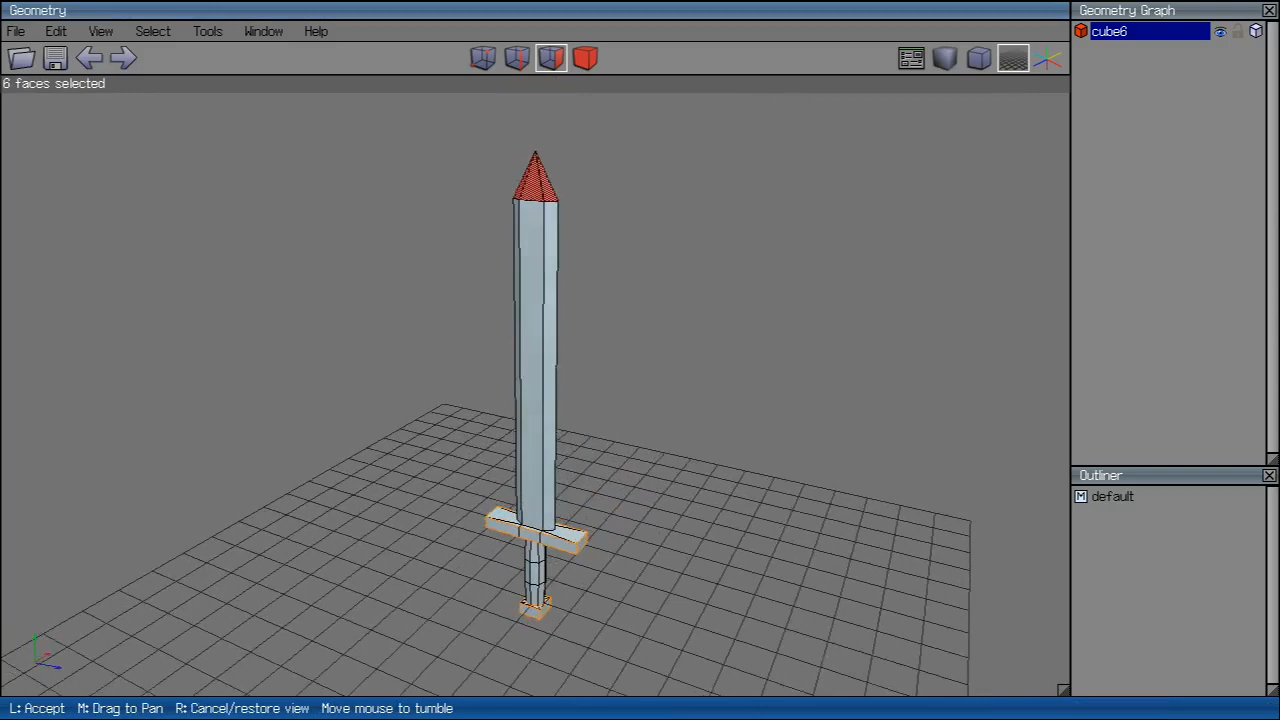 Geometry
File Edit View Select Tools Window Help
6 faces selected
Geometry Graph
cube6
Outliner
M default
L:Accept M:Drag to Pan R:Cancel/restore view Move mouse to tumble